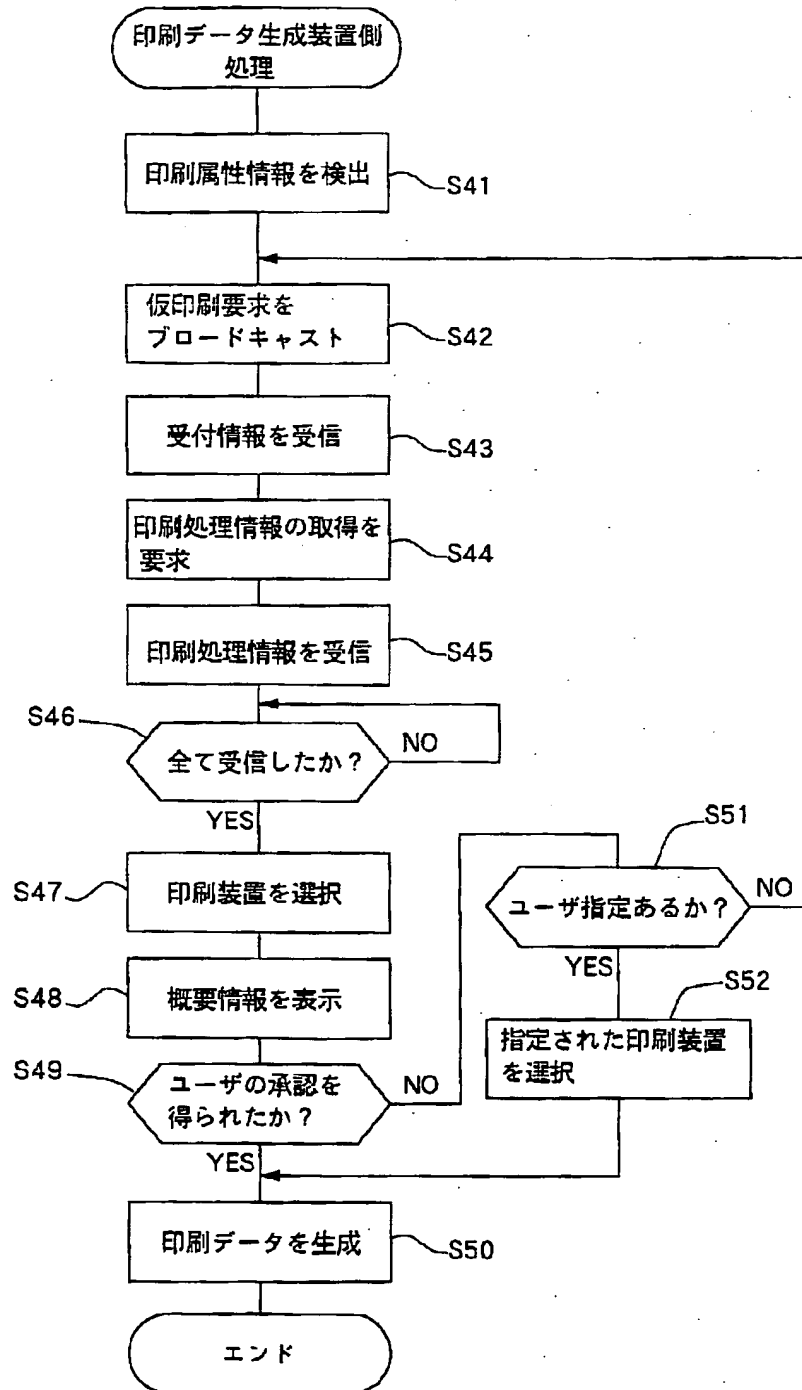 印刷データ生成装置側
処理
印刷属性情報を検出
S41
仮印刷要求を
ブロードキャスト
S42
受付情報を受信
S43
印刷処理情報の取得を
要求
S44
印刷処理情報を受信
S45
S46
全て受信したか?
NO
YES
S47
印刷装置を選択
S48
概要情報を表示
S49
ユーザの承認を
得られたか?
NO
YES
S51
ユーザ指定あるか?
NO
YES
S52
指定された印刷装置
を選択
印刷データを生成
S50
エンド